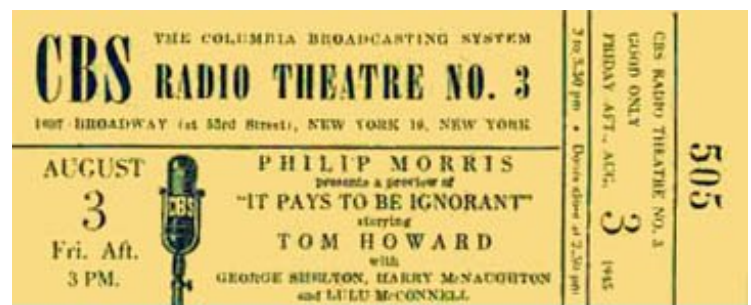 THE COLUMBIA BROADCASTING SYSTEM
CBS RADIO THEATRE NO. 3
1697 BROADWAY (at 53rd Street), NEW YORK 19, NEW YORK
AUGUST
3
Fri. Aft.
3 PM.
CBS
PHILIP MORRIS
presents a preview of
"IT PAYS TO BE IGNORANT"
starring
TOM HOWARD
with
GEORGE SHELTON, HARRY McNAUGHTON
and LULU McCONNELL
3 to 3.30 pm • Doors close at 2.50 pm
CBS RADIO THEATRE NO. 3
GOOD ONLY
FRIDAY AFT., AUG. 3 1945
505